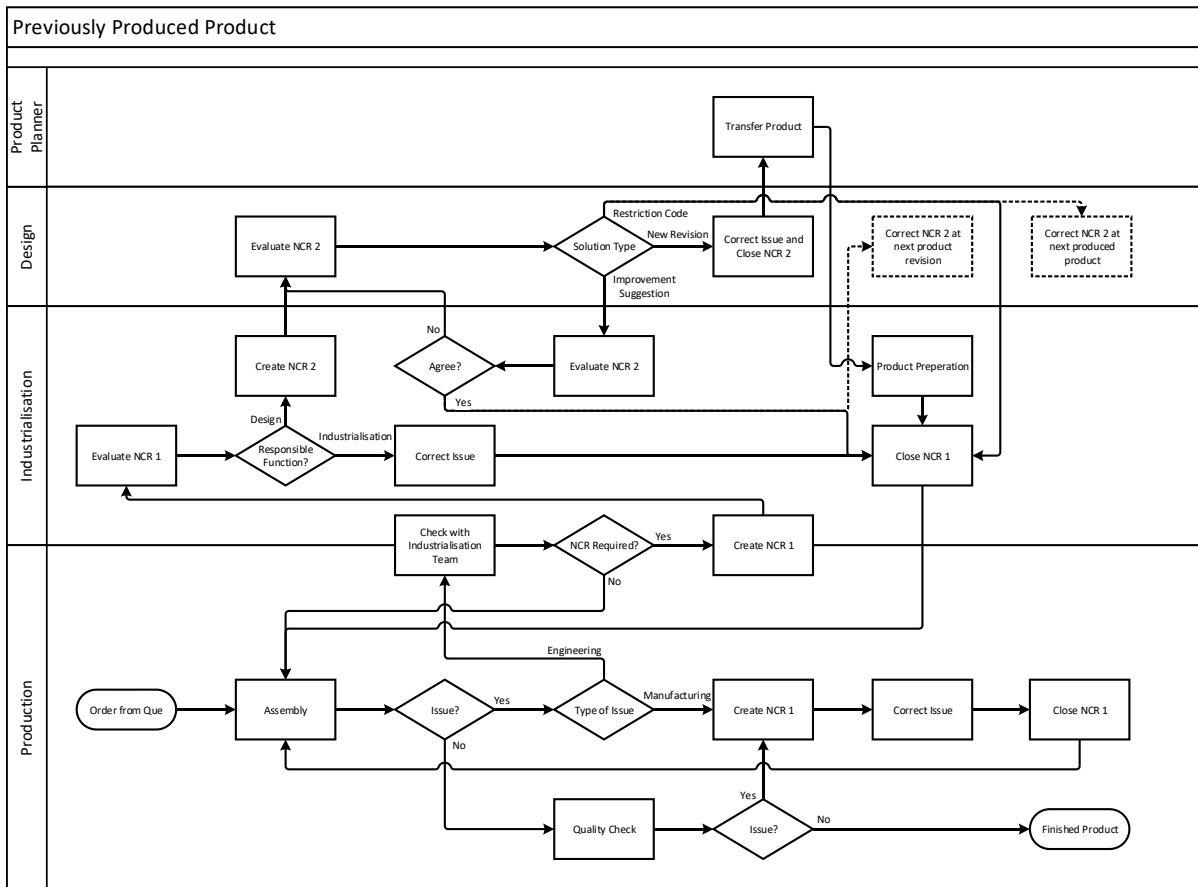 Previously Produced Product
Product
Planner
Transfer Product
Design
Restriction Code
Evaluate NCR 2
Solution Type
New Revision
Correct Issue and
Close NCR 2
Correct NCR 2 at
next product
revision
Correct NCR 2 at
next produced
product
Improvement
Suggestion
Industrialisation
No
Create NCR 2
Agree?
Evaluate NCR 2
Product Preperation
Yes
Design
Industrialisation
Evaluate NCR 1
Responsible
Function?
Correct Issue
Close NCR 1
Check with
Industrialisation
Team
NCR Required?
Yes
Create NCR 1
No
Production
Engineering
Order from Que
Assembly
Issue?
Yes
Type of Issue
Manufacturing
Create NCR 1
Correct Issue
Close NCR 1
No
Yes
Quality Check
Issue?
No
Finished Product